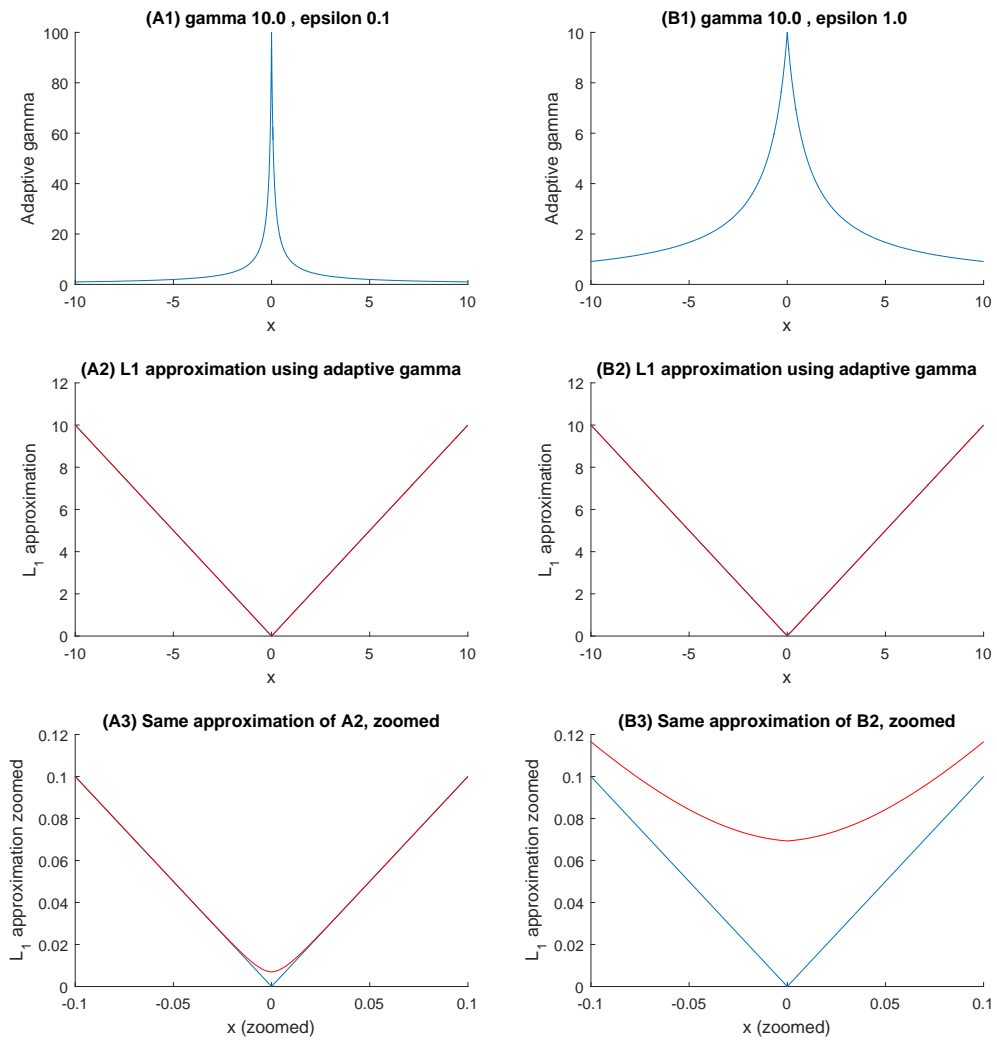 (A1) gamma 10.0 , epsilon 0.1
100
80
60
40
20
0
Adaptive gamma
-10 -5 0 5 10
x
(B1) gamma 10.0 , epsilon 1.0
10
8
6
4
2
0
Adaptive gamma
-10 -5 0 5 10
x
(A2) L1 approximation using adaptive gamma
12
10
8
6
4
2
0
L1 approximation
-10 -5 0 5 10
x
(B2) L1 approximation using adaptive gamma
12
10
8
6
4
2
0
L1 approximation
-10 -5 0 5 10
x
(A3) Same approximation of A2, zoomed
0.12
0.1
0.08
0.06
0.04
0.02
0
L1 approximation zoomed
-0.1 -0.05 0 0.05 0.1
x (zoomed)
(B3) Same approximation of B2, zoomed
0.12
0.1
0.08
0.06
0.04
0.02
0
L1 approximation zoomed
-0.1 -0.05 0 0.05 0.1
x (zoomed)